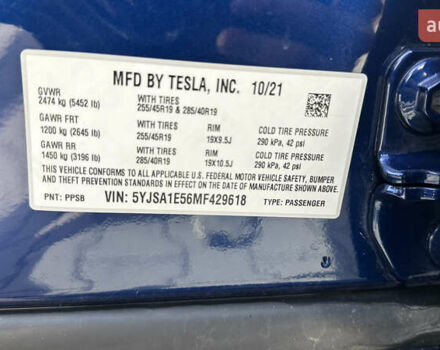 MFD BY TESLA, INC. 10/21
GVWR
2474 kg (5452 lb)
WITH TIRES
255/45R19 & 285/40R19
GAWR FRT
1200 kg (2645 lb)
WITH TIRES
255/45R19
RIM
19X9.5J
COLD TIRE PRESSURE
290 kPa, 42 psi
GAWR RR
1450 kg (3196 lb)
WITH TIRES
285/40R19
RIM
19X10.5J
COLD TIRE PRESSURE
290 kPa, 42 psi
THIS VEHICLE CONFORMS TO ALL APPLICABLE U.S. FEDERAL MOTOR VEHICLE SAFETY, BUMPER,
AND THEFT PREVENTION STANDARDS IN EFFECT ON THE DATE OF MANUFACTURE SHOWN ABOVE.
PNT: PPSB
VIN: 5YJSA1E56MF429618
TYPE: PASSENGER